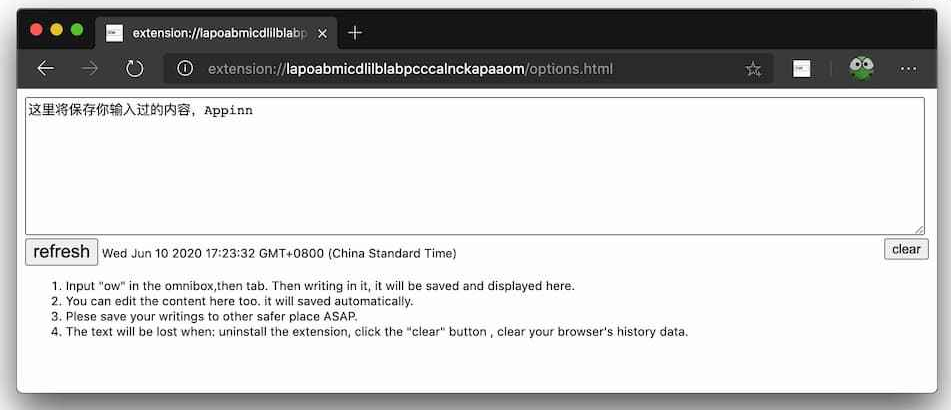 extension://lapoabmicdlilblabp
extension://lapoabmicdlilblabpcccalnckapaaom/options.html
这里将保存你输入过的内容，Appinn
refresh Wed Jun 10 2020 17:23:32 GMT+0800 (China Standard Time) clear
1. Input "ow" in the omnibox,then tab. Then writing in it, it will be saved and displayed here.
2. You can edit the content here too. it will saved automatically.
3. Plese save your writings to other safer place ASAP.
4. The text will be lost when: uninstall the extension, click the "clear" button , clear your browser's history data.